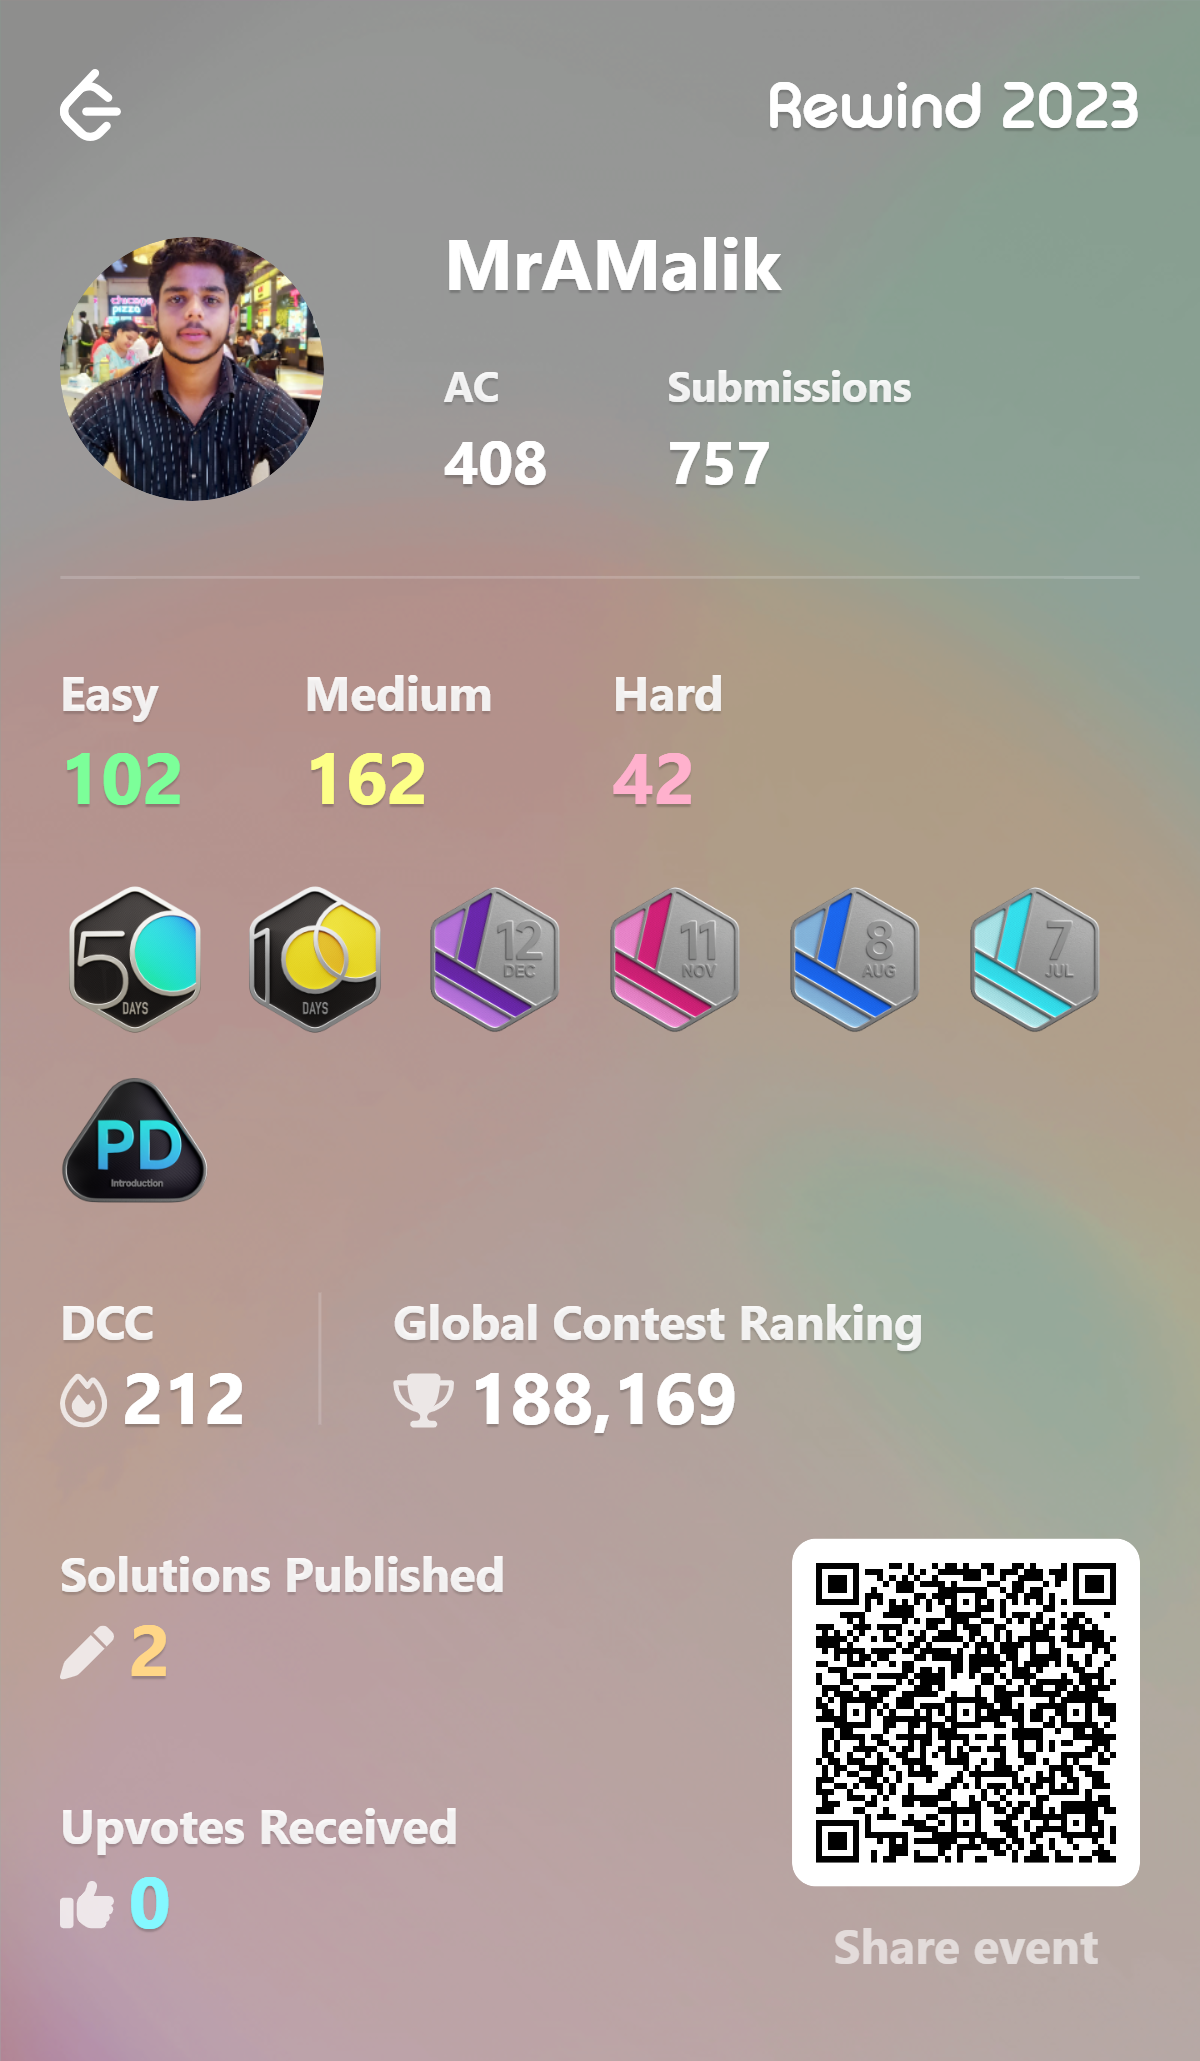 Rewind 2023
MrAMalik
AC Submissions
408 757
chicago
pizza
Easy Medium Hard
102 162 42
50 DAYS
100 DAYS
12 DEC
11 NOV
8 AUG
7 JUL
PD
Introduction
DCC Global Contest Ranking
212 188,169
Solutions Published
2
Upvotes Received
0
Share event